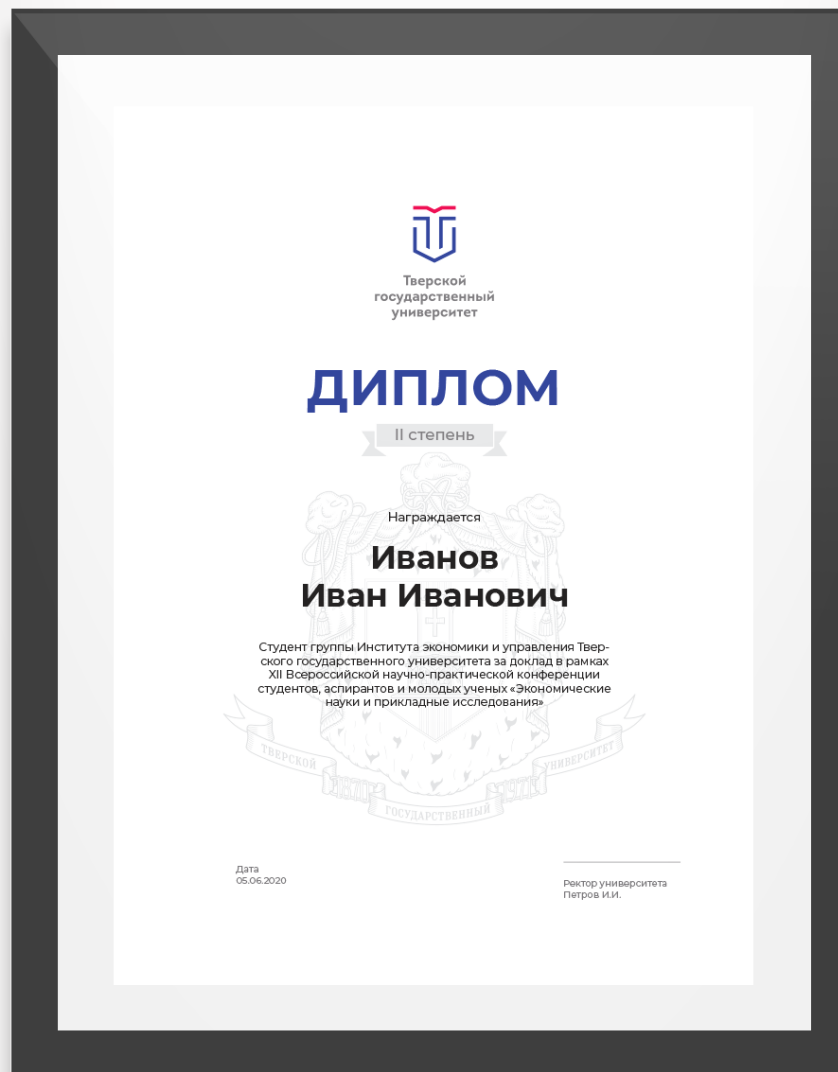 Тверской
государственный
университет
ДИПЛОМ
II степень
Награждается
Иванов
Иван Иванович
Студент группы Института экономики и управления Твер-
ского государственного университета за доклад в рамках
XII Всероссийской научно-практической конференции
студентов, аспирантов и молодых ученых «Экономические
науки и прикладные исследования»
ТВЕРСКОЙ
1870
ГОСУДАРСТВЕННЫЙ
1971
УНИВЕРСИТЕТ
Дата
05.06.2020
Ректор университета
Петров И.И.